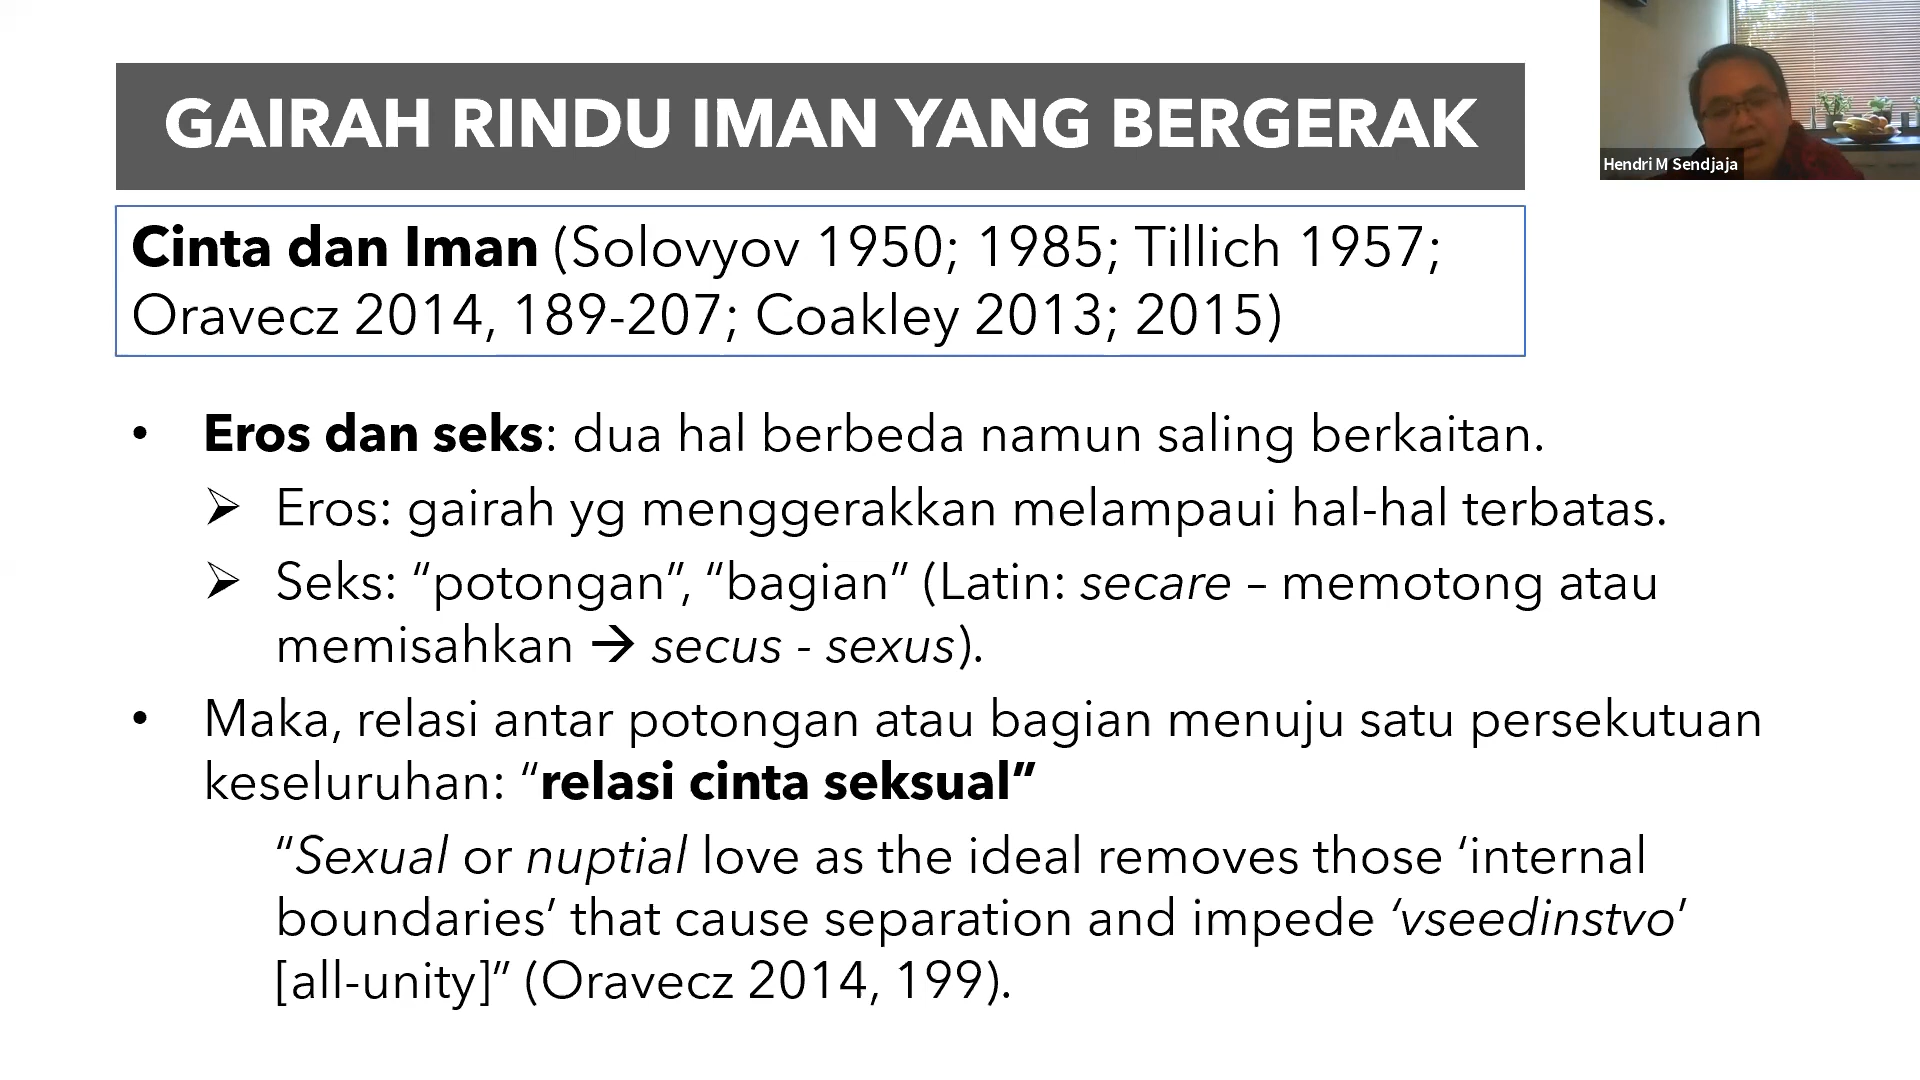 GAIRAH RINDU IMAN YANG BERGERAK
Hendri M Sendjaja
Cinta dan Iman (Solovyov 1950; 1985; Tillich 1957;
Oravecz 2014, 189-207; Coakley 2013; 2015)
• Eros dan seks: dua hal berbeda namun saling berkaitan.
➢ Eros: gairah yg menggerakkan melampaui hal-hal terbatas.
➢ Seks: “potongan”, “bagian” (Latin: secare – memotong atau
memisahkan → secus - sexus).
• Maka, relasi antar potongan atau bagian menuju satu persekutuan
keseluruhan: “relasi cinta seksual”
“Sexual or nuptial love as the ideal removes those ‘internal
boundaries’ that cause separation and impede ‘vseedinstvo’
[all-unity]” (Oravecz 2014, 199).